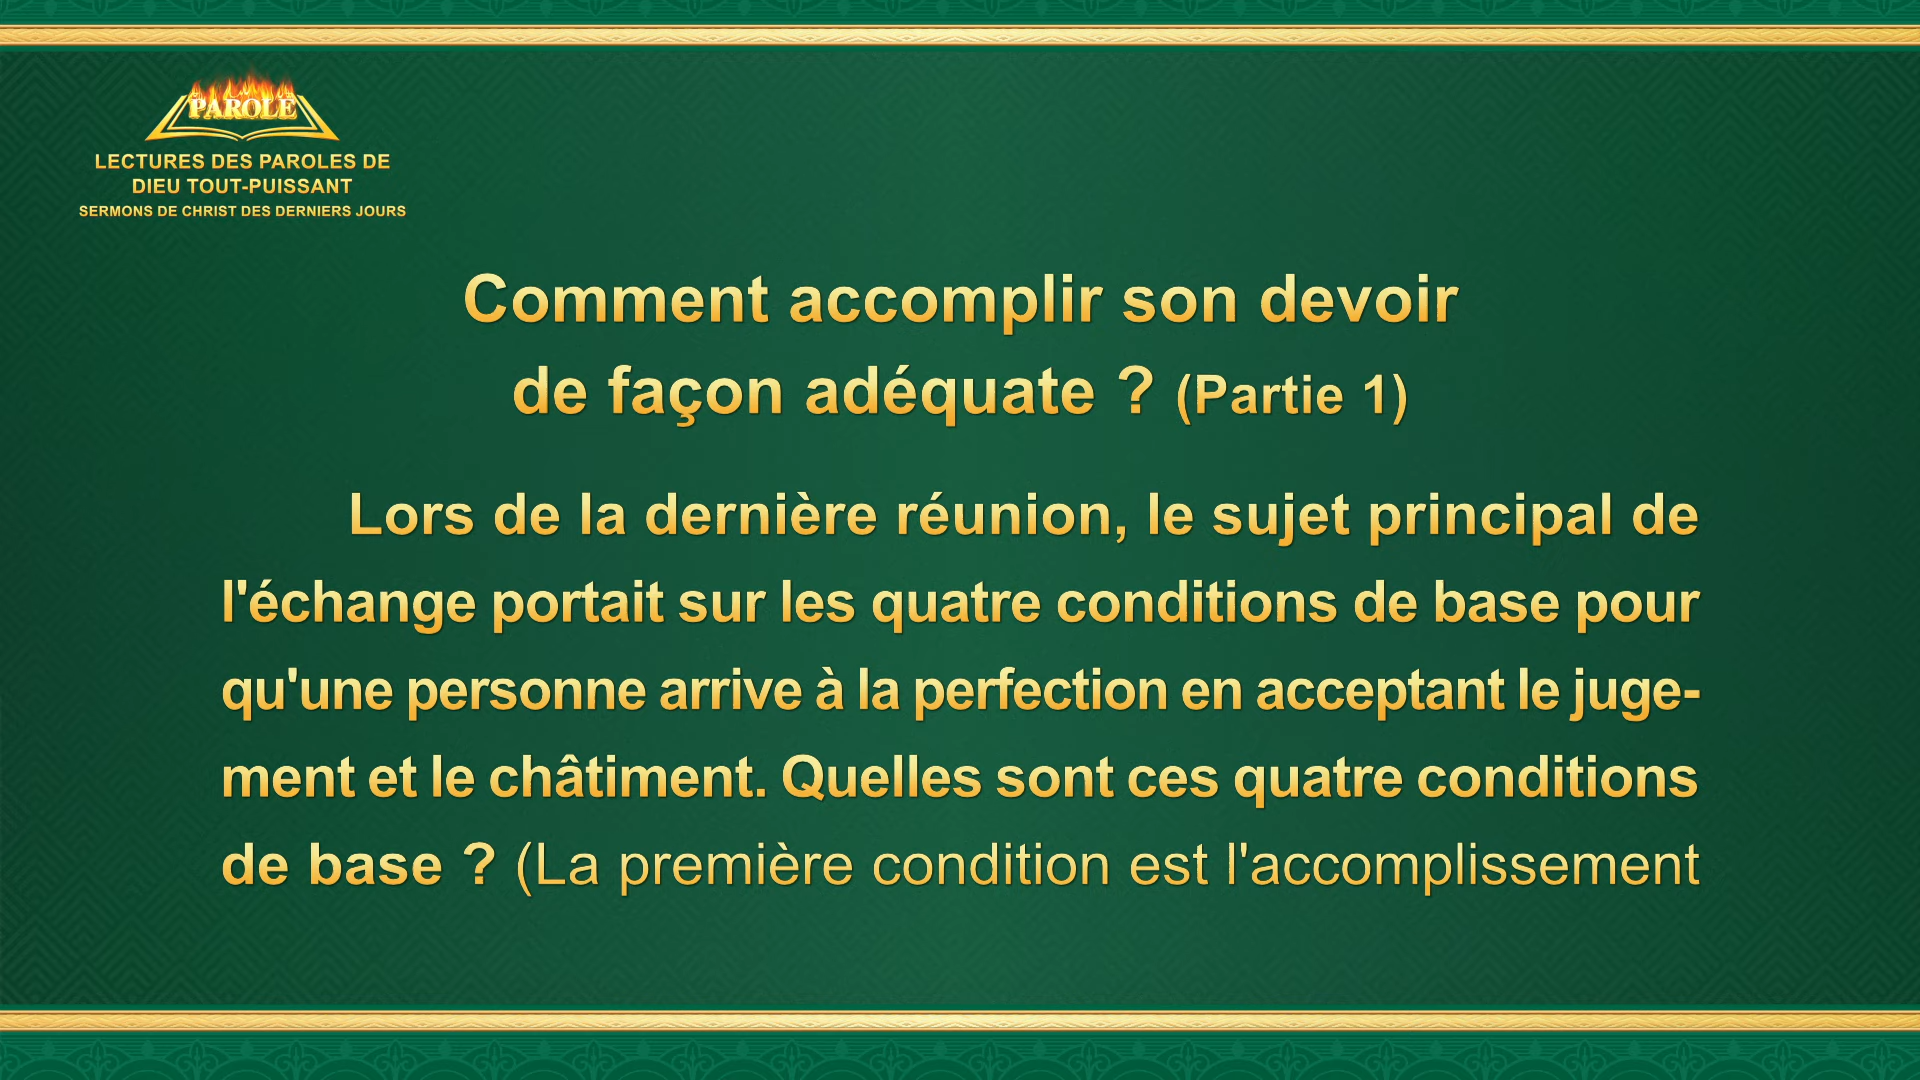 PAROLE
LECTURES DES PAROLES DE
DIEU TOUT-PUISSANT
SERMONS DE CHRIST DES DERNIERS JOURS
Comment accomplir son devoir
de façon adéquate ? (Partie 1)
Lors de la dernière réunion, le sujet principal de
l'échange portait sur les quatre conditions de base pour
qu'une personne arrive à la perfection en acceptant le juge-
ment et le châtiment. Quelles sont ces quatre conditions
de base ? (La première condition est l'accomplissement